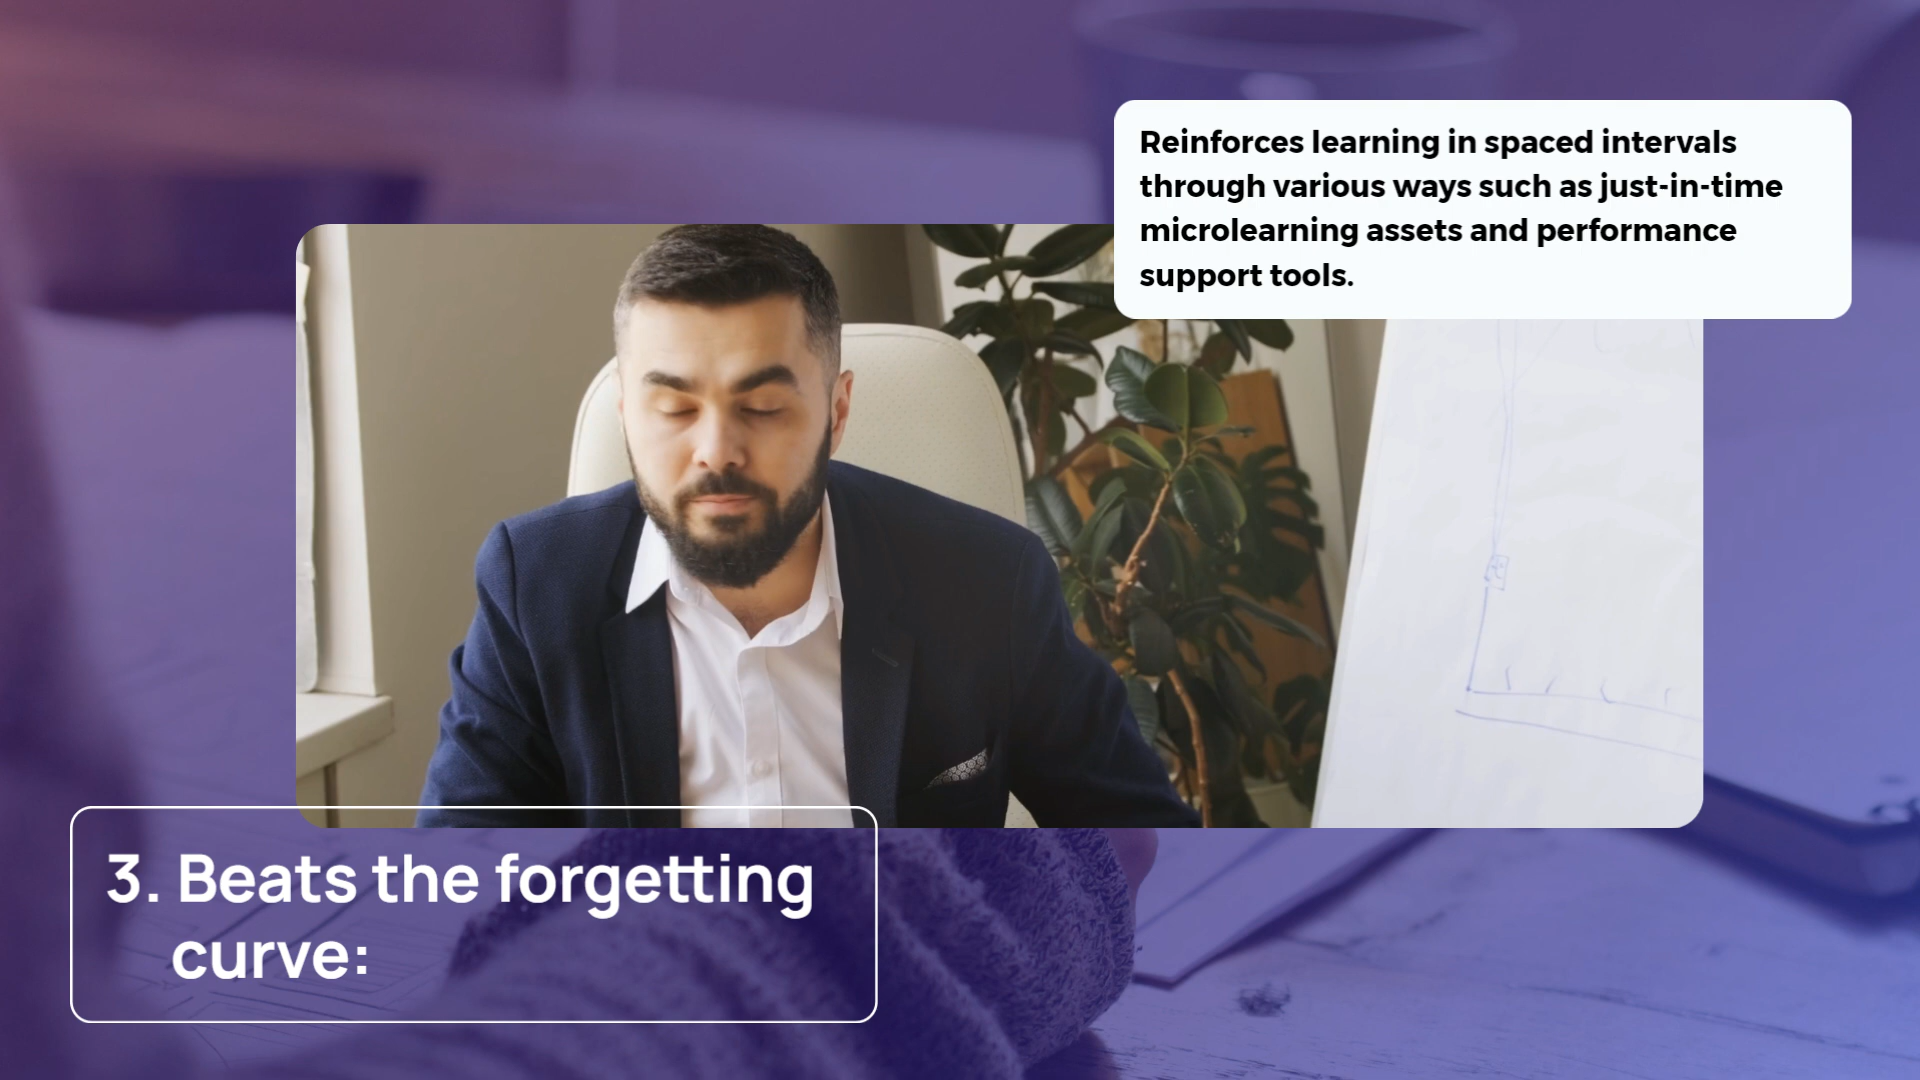 Reinforces learning in spaced intervals
through various ways such as just-in-time
microlearning assets and performance
support tools.
3. Beats the forgetting
curve: